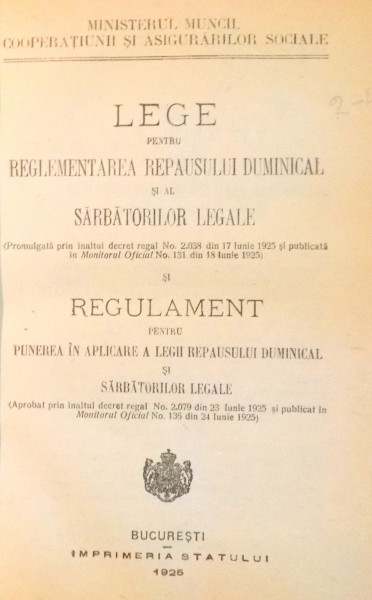 MINISTERUL MUNCII,
COOPERAȚIUNII ȘI ASIGURĂRILOR SOCIALE
LEGE
PENTRU
REGLEMENTAREA REPAUSULUI DUMINICAL
ȘI AL
SĂRBĂTORILOR LEGALE
(Promulgată prin înaltul decret regal No. 2.038 din 17 Iunie 1925 și publicată
în Monitorul Oficial No. 131 din 18 Iunie 1925)
ȘI
REGULAMENT
PENTRU
PUNEREA ÎN APLICARE A LEGII REPAUSULUI DUMINICAL
ȘI
SĂRBĂTORILOR LEGALE
(Aprobat prin înaltul decret regal No. 2.079 din 23 Iunie 1925 și publicat în
Monitorul Oficial No. 136 din 24 Iunie 1925)
BUCUREȘTI
IMPRIMERIA STATULUI
1925